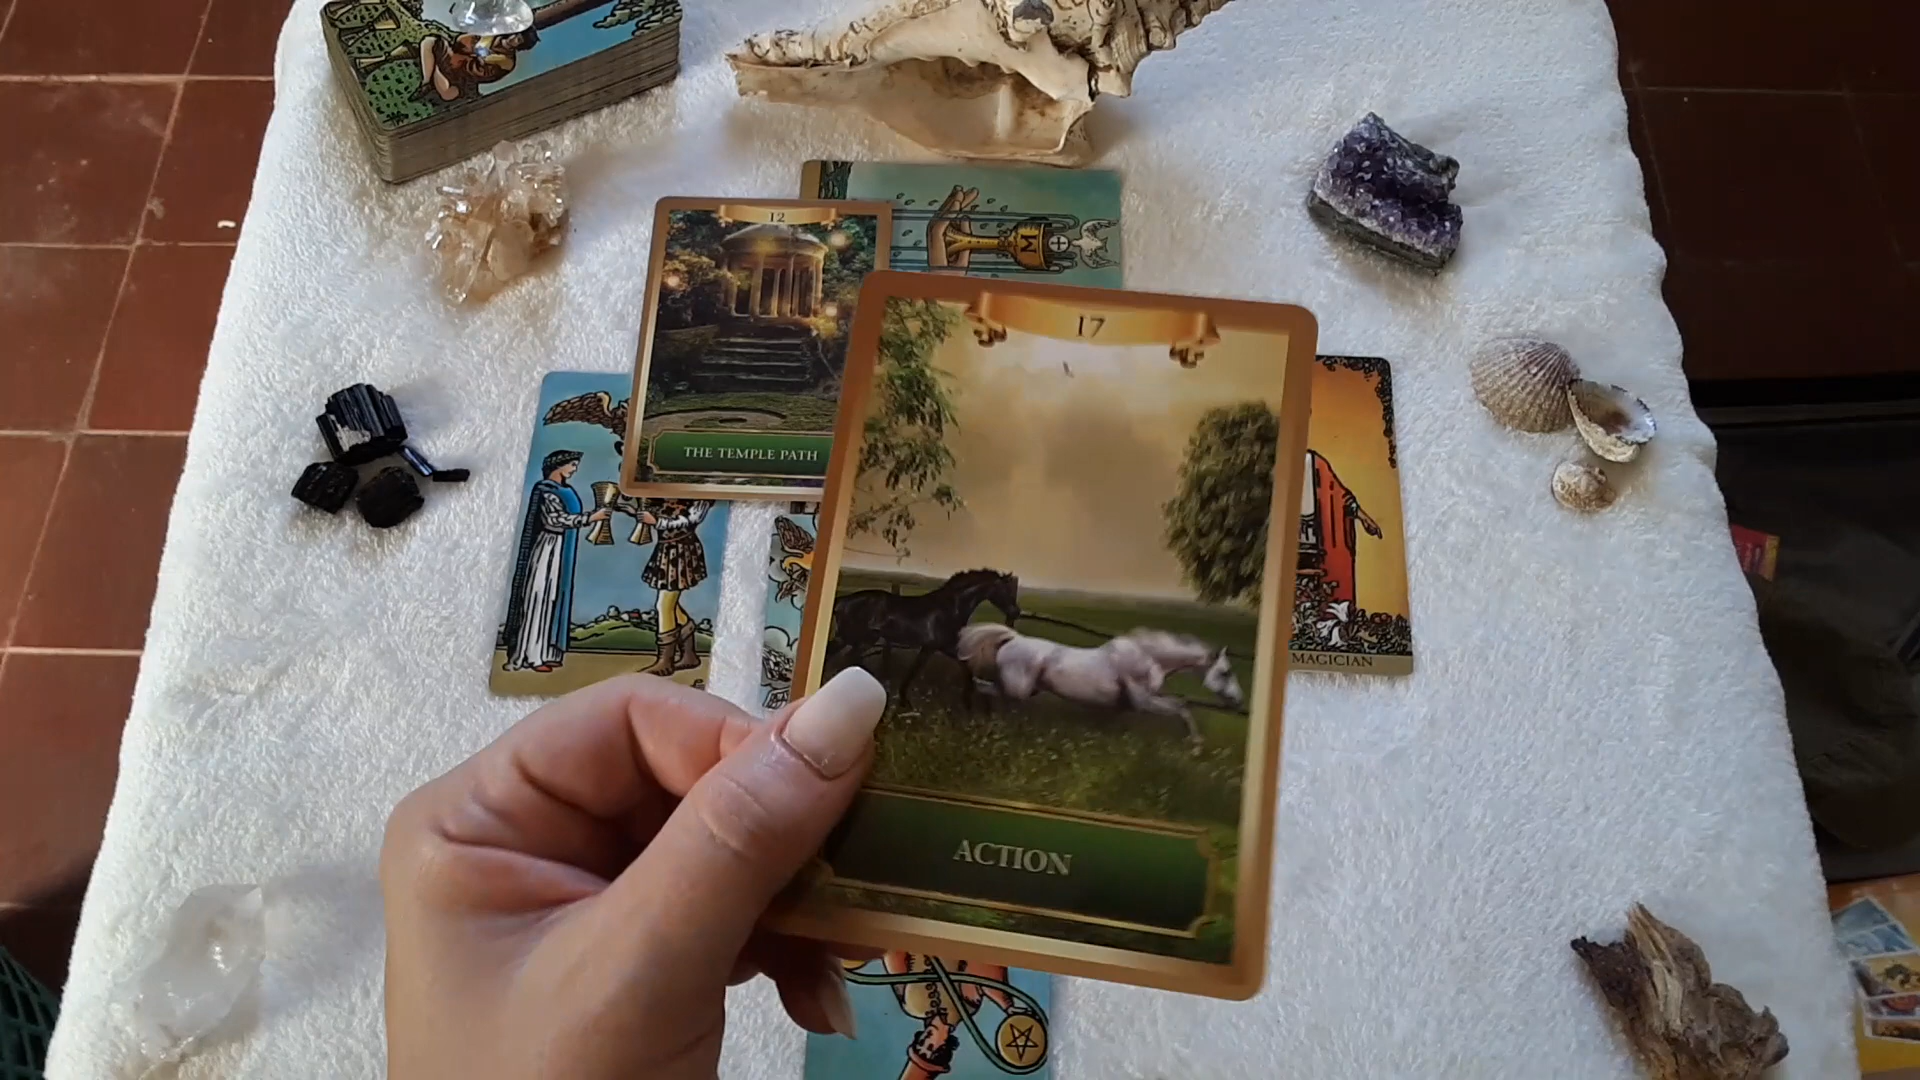 12
THE TEMPLE PATH
17
ACTION
MAGICIAN